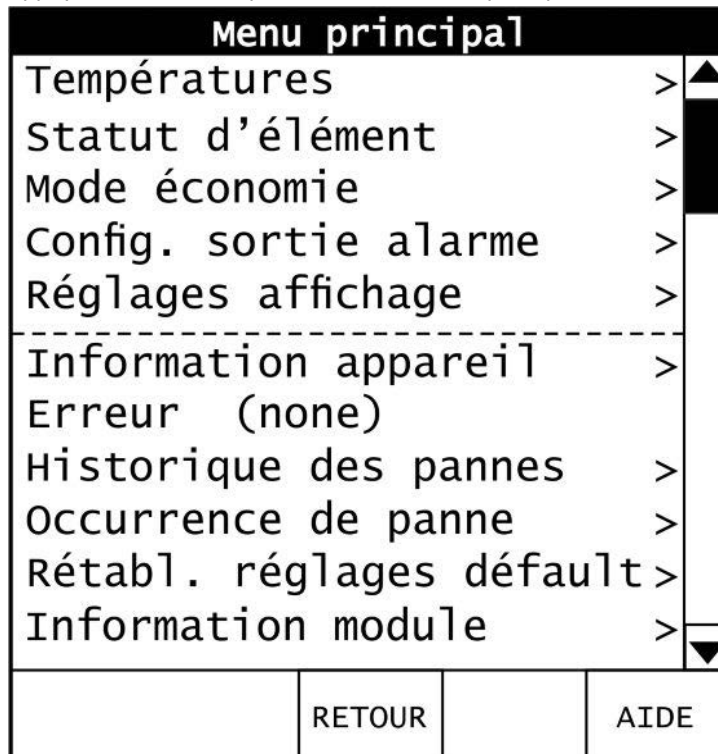 Menu principal
Températures >
Statut d’élément >
Mode économie >
Config. sortie alarme >
Réglages affichage >
Information appareil >
Erreur (none)
Historique des pannes >
Occurrence de panne >
Rétabl. réglages défault >
Information module >
RETOUR AIDE